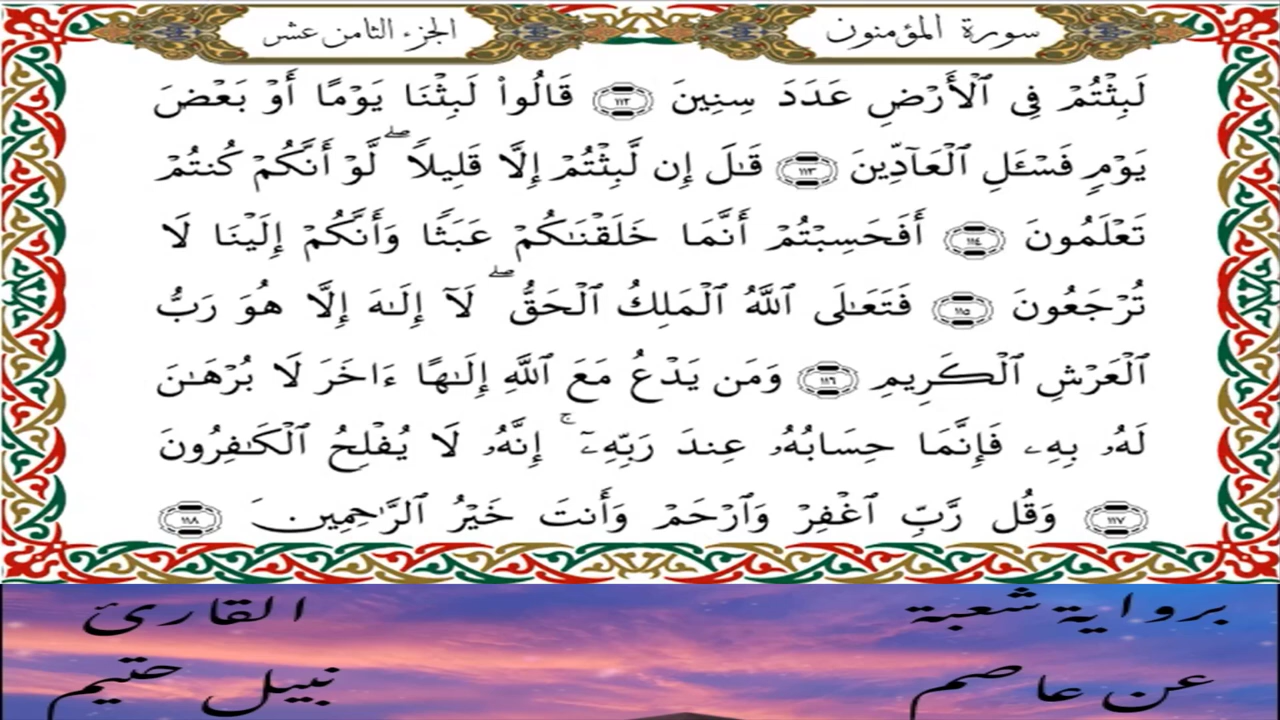 سورة المؤمنون الجزء الثامن عشر
لَبِثْتُمْ فِي ٱلْأَرْضِ عَدَدَ سِنِينَ ١١٢ قَالُوا۟ لَبِثْنَا يَوْمًا أَوْ بَعْضَ
يَوْمٍ فَسْـَٔلِ ٱلْعَآدِّينَ ١١٣ قَـٰلَ إِن لَّبِثْتُمْ إِلَّا قَلِيلًا ۖ لَّوْ أَنَّكُمْ كُنتُمْ
تَعْلَمُونَ ١١٤ أَفَحَسِبْتُمْ أَنَّمَا خَلَقْنَـٰكُمْ عَبَثًا وَأَنَّكُمْ إِلَيْنَا لَا
تُرْجَعُونَ ١١٥ فَتَعَـٰلَى ٱللَّهُ ٱلْمَلِكُ ٱلْحَقُّ ۖ لَآ إِلَـٰهَ إِلَّا هُوَ رَبُّ
ٱلْعَرْشِ ٱلْكَرِيمِ ١١٦ وَمَن يَدْعُ مَعَ ٱللَّهِ إِلَـٰهًا ءَاخَرَ لَا بُرْهَـٰنَ
لَهُۥ بِهِۦ فَإِنَّمَا حِسَابُهُۥ عِندَ رَبِّهِۦٓ ۚ إِنَّهُۥ لَا يُفْلِحُ ٱلْكَـٰفِرُونَ
١١٧ وَقُل رَّبِّ ٱغْفِرْ وَٱرْحَمْ وَأَنتَ خَيْرُ ٱلرَّٰحِمِينَ ١١٨
برواية شعبة القارئ
عن عاصم نبيل حتيم